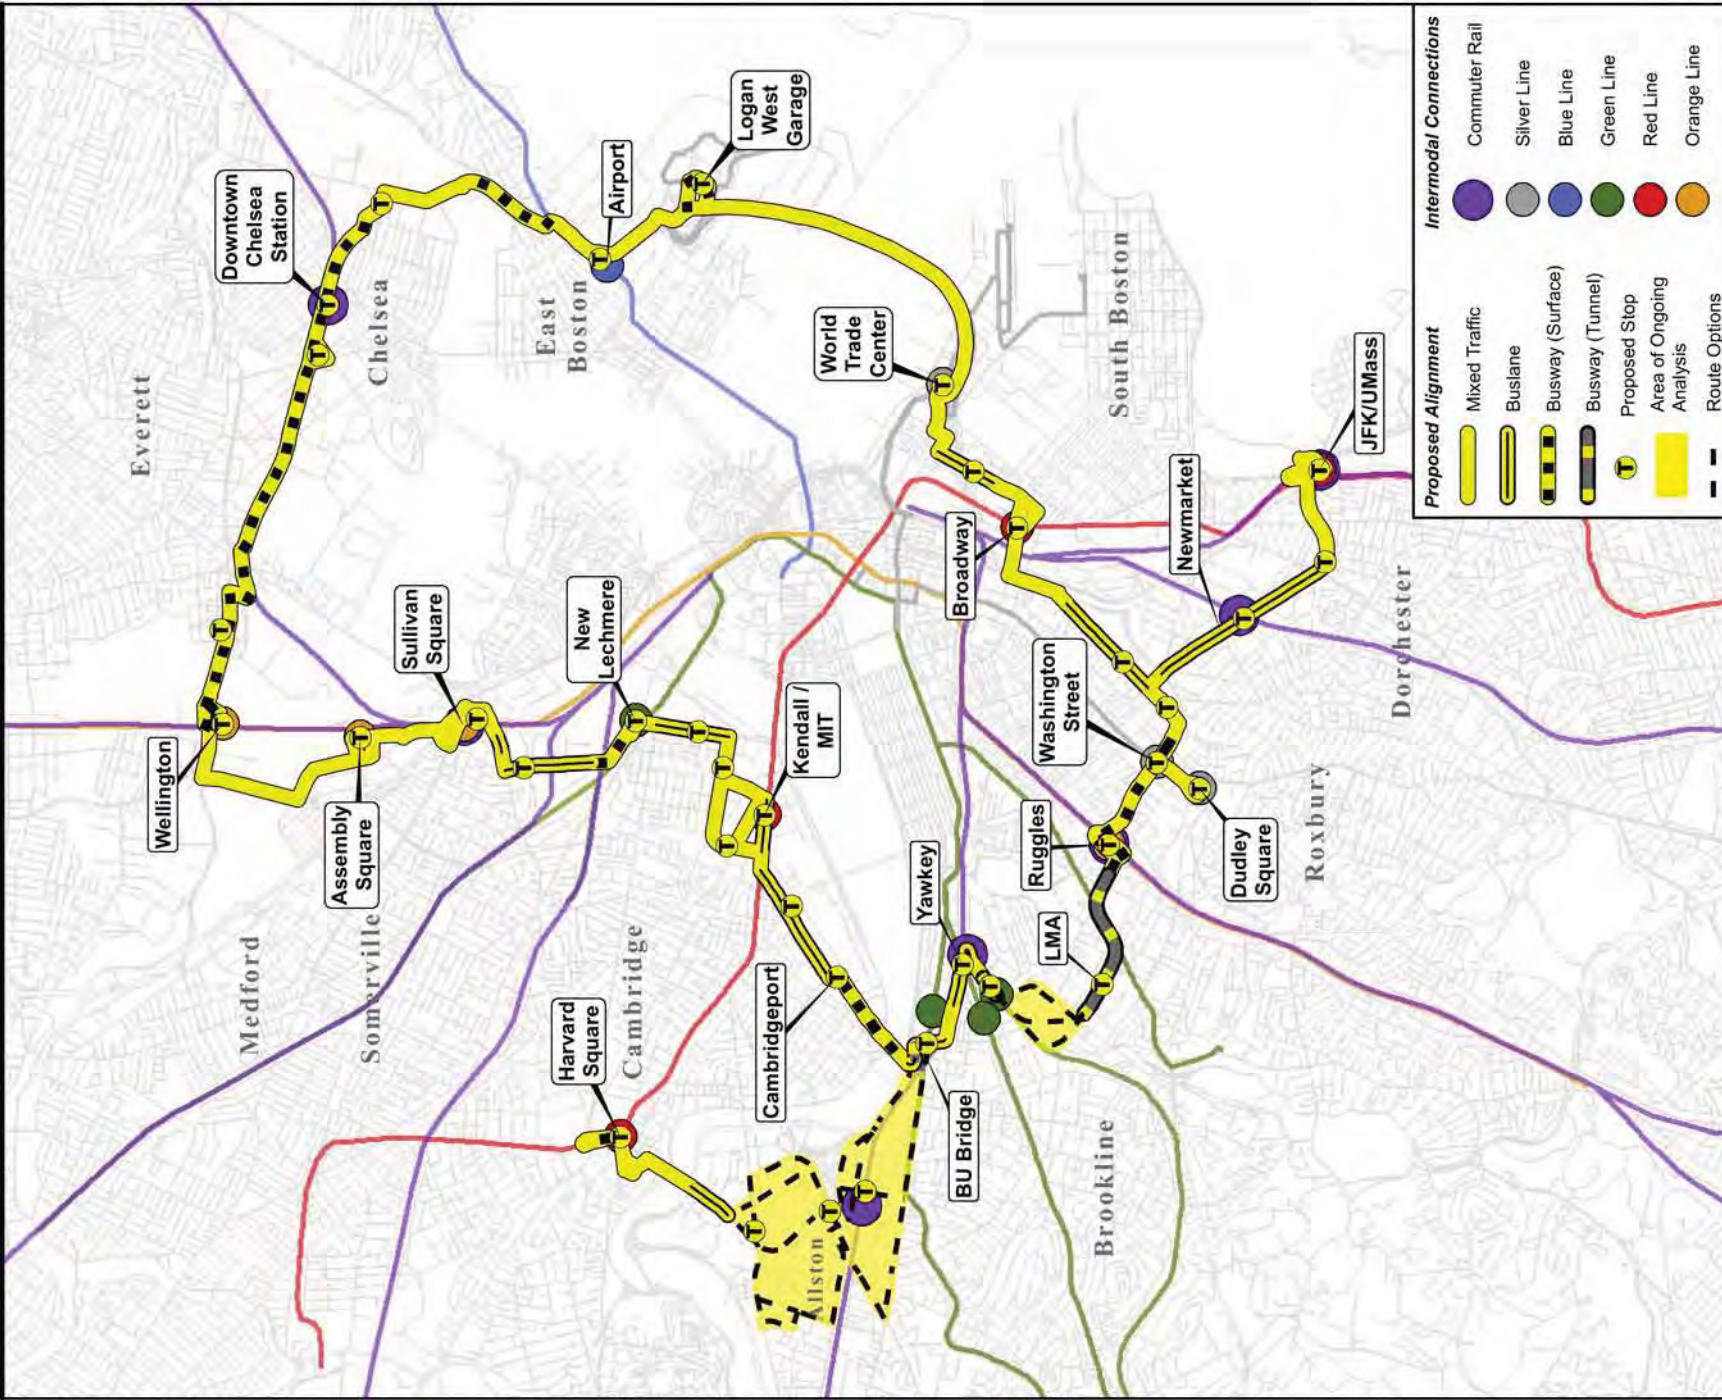 Everett
Downtown
Chelsea
Station
Chelsea
East
Boston
Airport
Logan
West
Garage
Wellington
Assembly
Square
Sullivan
Square
New
Lechmere
Medford
Somerville
Cambridge
Harvard
Square
Kendall /
MIT
Cambridgeport
World
Trade
Center
South Boston
Broadway
Newmarket
JFK/UMass
Washington
Street
Dorchester
Yawkey
Ruggles
Dudley
Square
Roxbury
LMA
BU Bridge
Allston
Brookline
Proposed Alignment
Mixed Traffic
Buslane
Busway (Surface)
Busway (Tunnel)
T Proposed Stop
Area of Ongoing
Analysis
Route Options
Intermodal Connections
Commuter Rail
Silver Line
Blue Line
Green Line
Red Line
Orange Line